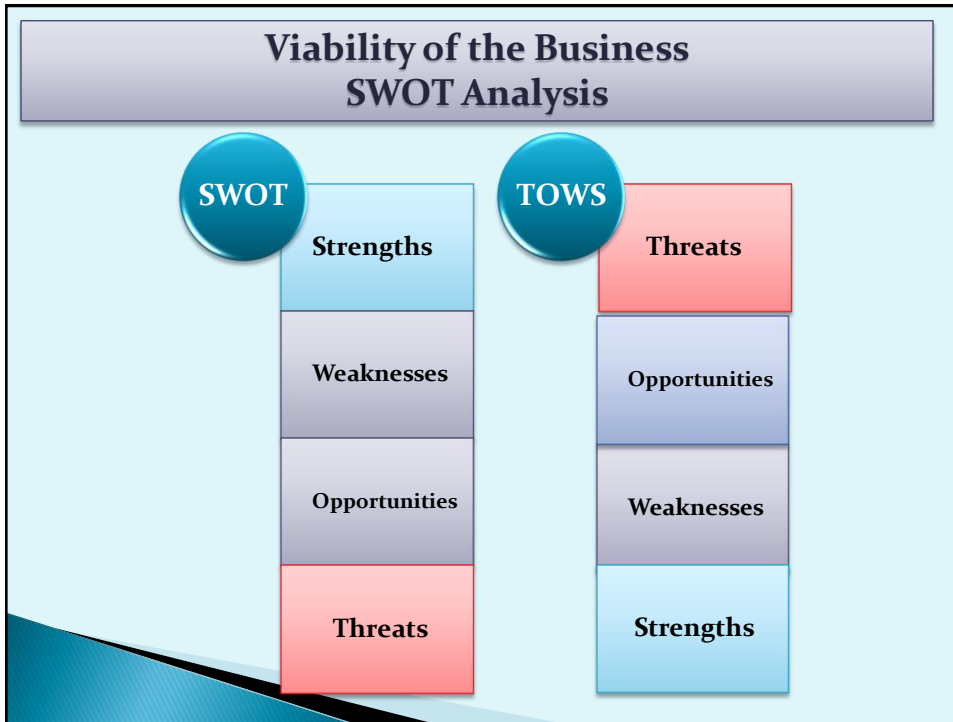 Viability of the Business
SWOT Analysis
SWOT
Strengths
Weaknesses
Opportunities
Threats
TOWS
Threats
Opportunities
Weaknesses
Strengths